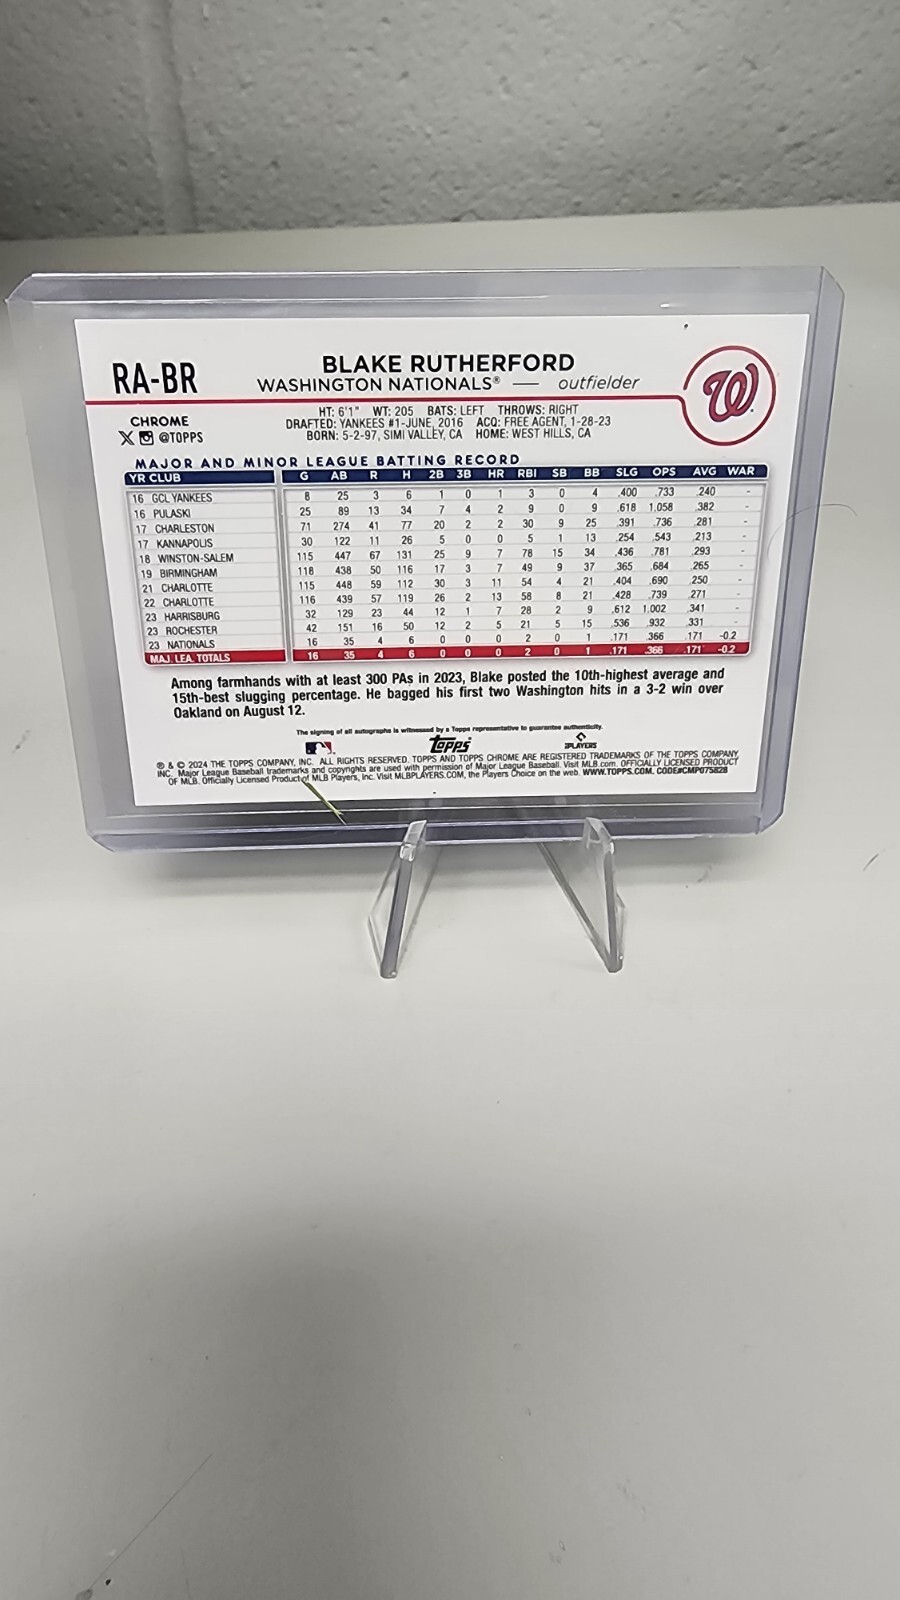 RA-BR
BLAKE RUTHERFORD
WASHINGTON NATIONALS® — outfielder
W
CHROME
@TOPPS
HT: 6'1" WT: 205 BATS: LEFT THROWS: RIGHT
DRAFTED: YANKEES #1-JUNE, 2016 ACQ: FREE AGENT, 1-28-23
BORN: 5-2-97, SIMI VALLEY, CA HOME: WEST HILLS, CA
MAJOR AND MINOR LEAGUE BATTING RECORD
YR CLUB G AB R H 2B 3B HR RBI SB BB SLG OPS AVG WAR
16 GCL YANKEES 8 25 3 6 1 0 1 3 0 4 .400 .733 .240 -
16 PULASKI 25 89 13 34 7 4 2 9 0 9 .618 1.058 .382 -
17 CHARLESTON 71 274 41 77 20 2 2 30 9 25 .391 .736 .281 -
17 KANNAPOLIS 30 122 11 26 5 0 0 5 1 13 .254 .543 .213 -
18 WINSTON-SALEM 115 447 67 131 25 9 7 78 15 34 .436 .781 .293 -
19 BIRMINGHAM 118 438 50 116 17 3 7 49 9 37 .365 .684 .265 -
21 CHARLOTTE 115 448 59 112 30 3 11 54 4 21 .404 .690 .250 -
22 CHARLOTTE 116 439 57 119 26 2 13 58 8 21 .428 .739 .271 -
23 HARRISBURG 32 129 23 44 12 1 7 28 2 9 .612 1.002 .341 -
23 ROCHESTER 42 151 16 50 12 2 5 21 5 15 .536 .932 .331 -
23 NATIONALS 16 35 4 6 0 0 0 2 0 1 .171 .366 .171 -0.2
MAJ. LEA. TOTALS 16 35 4 6 0 0 0 2 0 1 .171 .366 .171 -0.2
Among farmhands with at least 300 PAs in 2023, Blake posted the 10th-highest average and
15th-best slugging percentage. He bagged his first two Washington hits in a 3-2 win over
Oakland on August 12.
The signing of all autographs is witnessed by a Topps representative to guarantee authenticity.
topps
PLAYERS
® & © 2024 THE TOPPS COMPANY, INC. ALL RIGHTS RESERVED. TOPPS AND TOPPS CHROME ARE REGISTERED TRADEMARKS OF THE TOPPS COMPANY,
INC. Major League Baseball trademarks and copyrights are used with permission of Major League Baseball. Visit MLB.com. OFFICIALLY LICENSED PRODUCT
OF MLB. Officially Licensed Product of MLB Players, Inc. Visit MLBPLAYERS.COM, the Players Choice on the web. WWW.TOPPS.COM. CODE#CMP075828